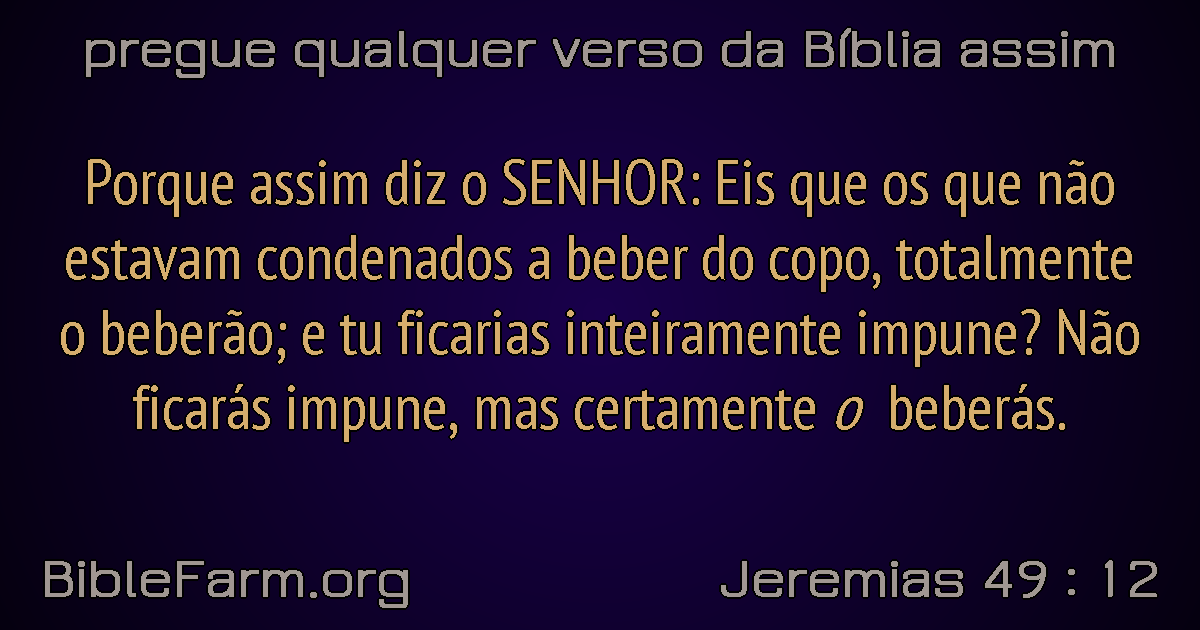 pregue qualquer verso da Bíblia assim
Porque assim diz o SENHOR: Eis que os que não
estavam condenados a beber do copo, totalmente
o beberão; e tu ficarias inteiramente impune? Não
ficarás impune, mas certamente o beberás.
BibleFarm.org
Jeremias 49 : 12